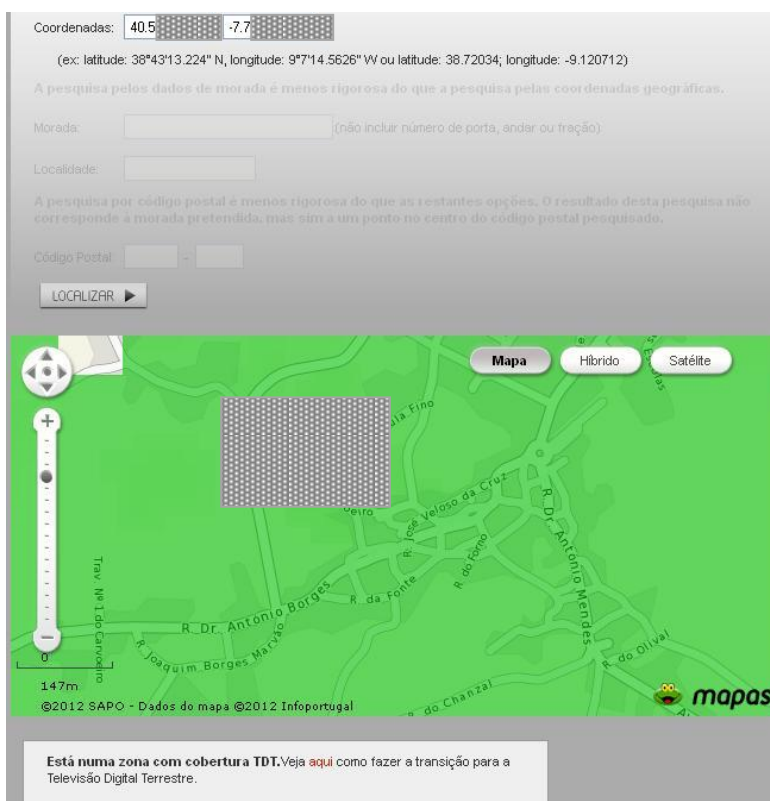 Coordenadas: 40.5 -7.7
(ex: latitude: 38°43'13.224" N, longitude: 9°7'14.5626" W ou latitude: 38.72034; longitude: -9.120712)
A pesquisa pelos dados de morada é menos rigorosa do que a pesquisa pelas coordenadas geográficas.
Morada: (não incluir número de porta, andar ou fração)
Localidade:
A pesquisa por código postal é menos rigorosa do que as restantes opções. O resultado desta pesquisa não
corresponde à morada pretendida, mas sim a um ponto no centro do código postal pesquisado.
Código Postal: -
LOCALIZAR
Mapa Híbrido Satélite
Escolas
Fino
eiro
R. José Veloso da Cruz
R. Dr. António Mendes
R. do Forno
R. da Fonte
R. Dr. António Borges
R. Joaquim Borges Marvão
Trav. Nº 1 do Carvoeiro
R. do Olival
do Chanzal
0
147m
©2012 SAPO - Dados do mapa ©2012 Infoportugal
mapas
Está numa zona com cobertura TDT.Veja aqui como fazer a transição para a
Televisão Digital Terrestre.